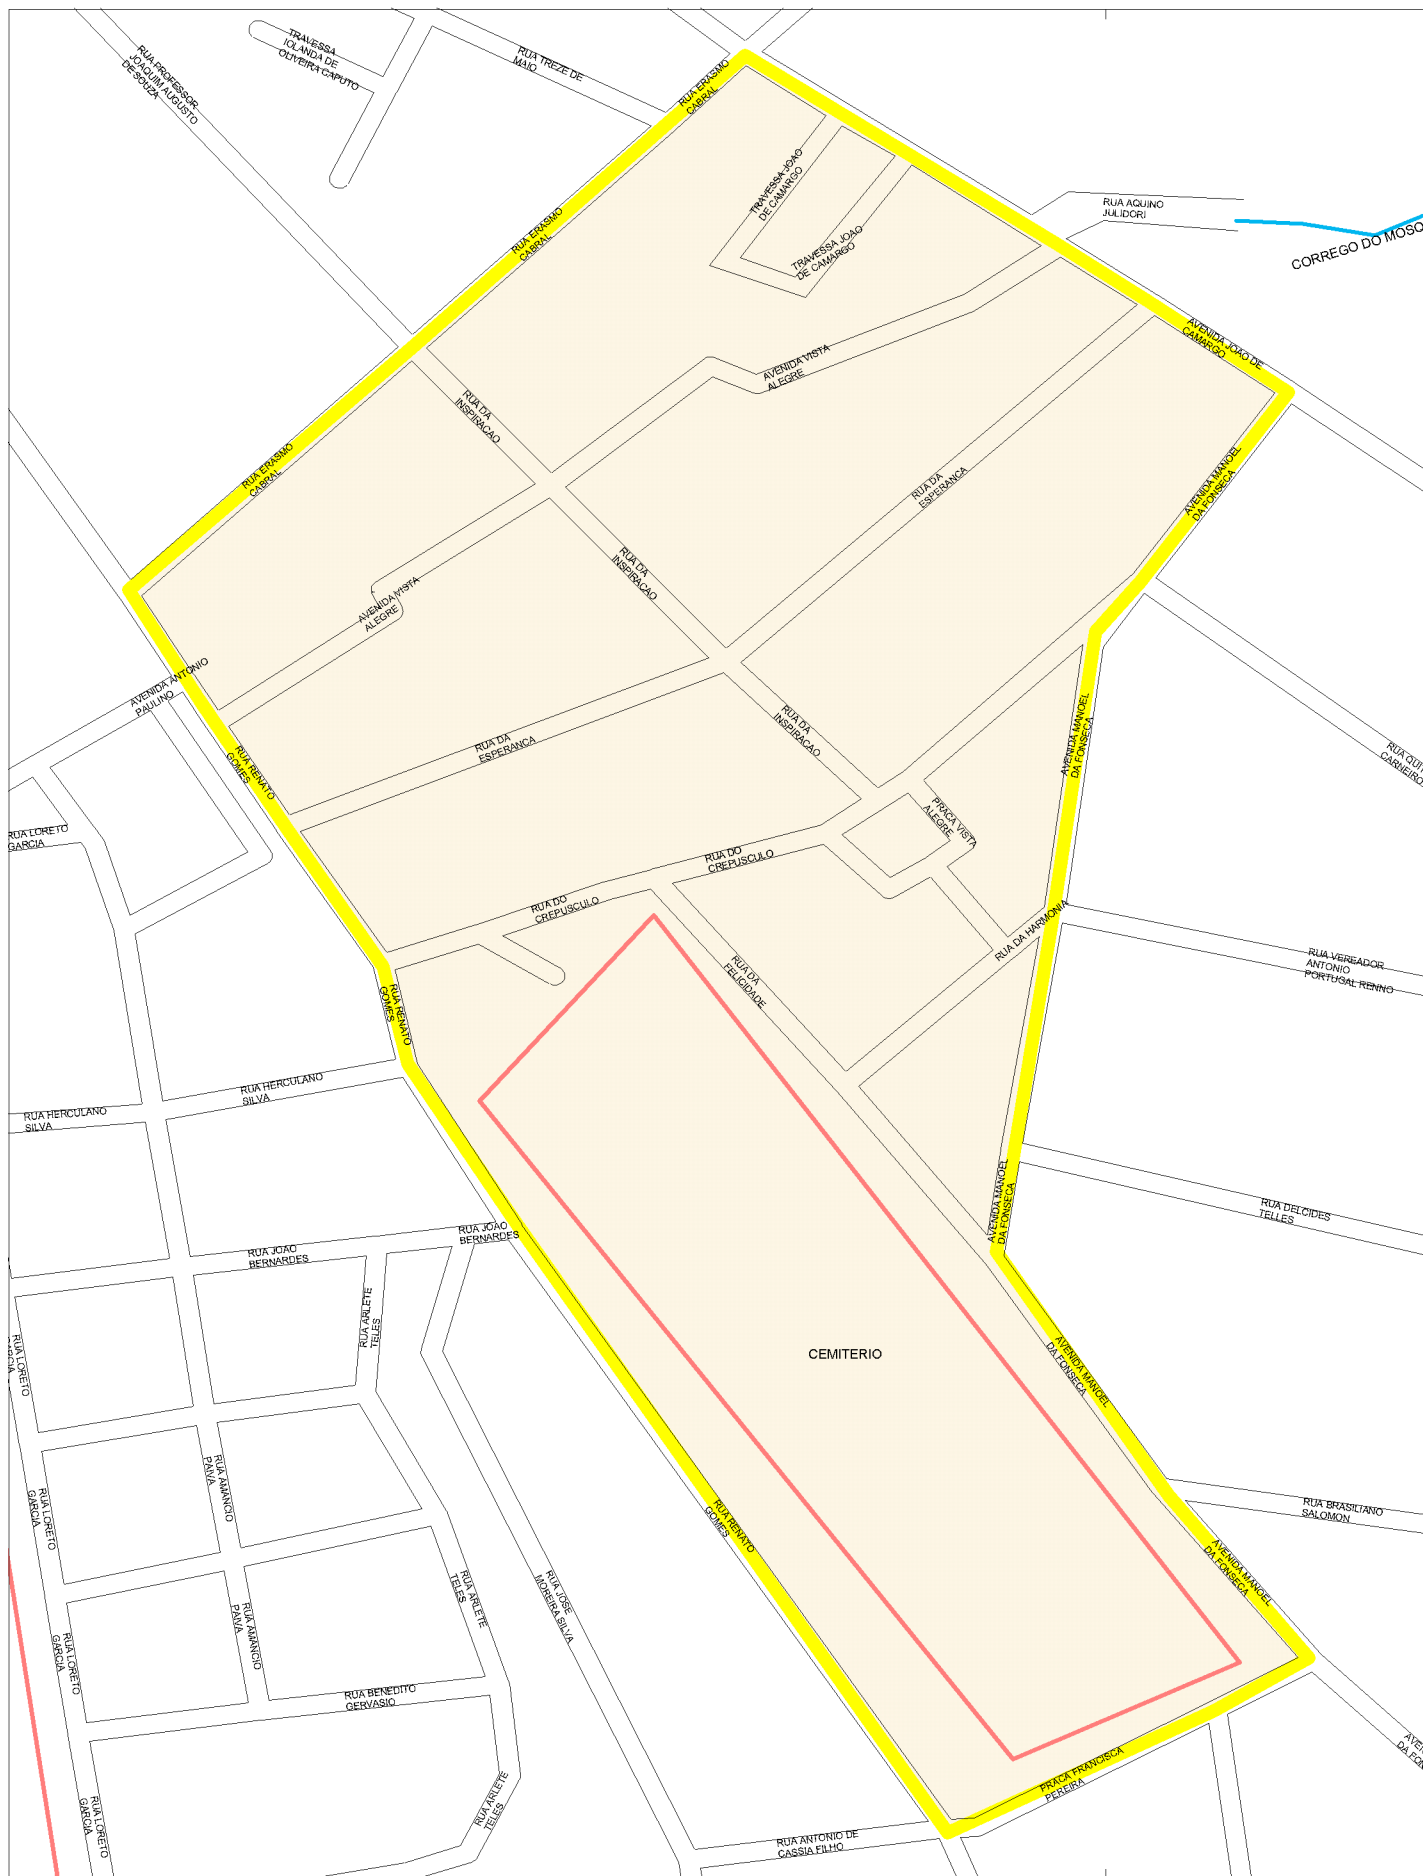 TRAVESSA
IOLANDA DE
OLIVEIRA CAPUTO
RUA PROFESSOR
JOAQUIM AUGUSTO
DE SOUZA
RUA TREZE DE
MAIO
RUA ERASMO
CABRAL
TRAVESSA JOAO
DE CAMARGO
RUA AQUINO
JULIDORI
RUA ERASMO
CABRAL
TRAVESSA JOAO
DE CAMARGO
CORREGO DO MOSQ
AVENIDA JOAO DE
CAMARGO
AVENIDA VISTA
ALEGRE
RUA DA
INSPIRACAO
RUA ERASMO
CABRAL
AVENIDA MANOEL
DA FONSECA
RUA DA
ESPERANCA
RUA DA
INSPIRACAO
AVENIDA VISTA
ALEGRE
AVENIDA ANTONIO
PAULINO
RUA DA
INSPIRACAO
AVENIDA MANOEL
DA FONSECA
RUA DA
ESPERANCA
RUA RENATO
GOMES
RUA QUI
CARNEIRO
PRACA VISTA
ALEGRE
RUA LORETO
GARCIA
RUA DO
CREPUSCULO
RUA DO
CREPUSCULO
RUA DA HARMONIA
RUA DA
FELICIDADE
RUA VEREADOR
ANTONIO
PORTUGAL RENNO
RUA RENATO
GOMES
RUA HERCULANO
SILVA
RUA HERCULANO
SILVA
AVENIDA MANOEL
DA FONSECA
RUA DELCIDES
TELLES
RUA JOAO
BERNARDES
RUA JOAO
BERNARDES
RUA ARLETE
TELES
RUA LORETO
GARCIA
CEMITERIO
AVENIDA MANOEL
DA FONSECA
RUA AMANCIO
PAIVA
RUA LORETO
GARCIA
RUA RENATO
GOMES
RUA BRASILIANO
SALOMON
AVENIDA MANOEL
DA FONSECA
RUA ARLETE
TELES
RUA JOSE
MOREIRA SILVA
RUA AMANCIO
PAIVA
RUA LORETO
GARCIA
RUA BENEDITO
GERVASIO
AVEN
DA FON
PRACA FRANCISCA
PEREIRA
RUA ARLETE
TELES
RUA LORETO
GARCIA
RUA ANTONIO DE
CASSIA FILHO